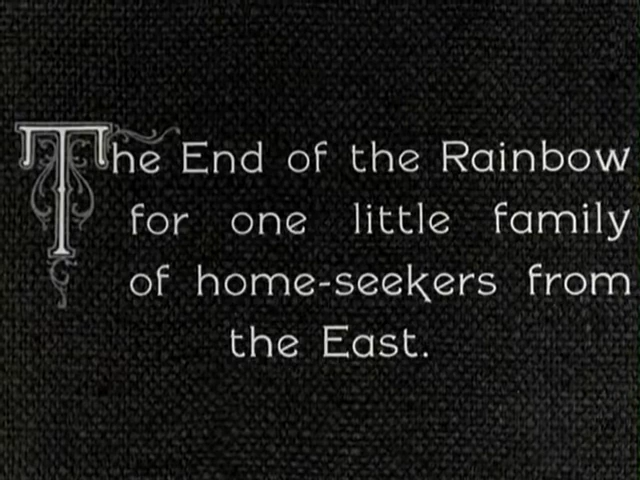 The End of the Rainbow
for one little family
of home-seekers from
the East.